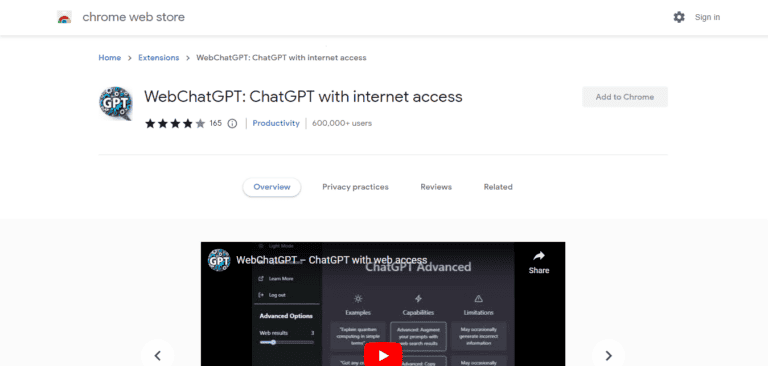 chrome web store
Sign in
Home > Extensions > WebChatGPT: ChatGPT with internet access
GPT
WebChatGPT: ChatGPT with internet access
Add to Chrome
165 | Productivity | 600,000+ users
Overview Privacy practices Reviews Related
GPT WebChatGPT – ChatGPT with web access
Share
Light Mode
ChatGPT Advanced
Learn More
Log out
Examples Capabilities Limitations
Advanced Options
Web results 3
"Explain quantum computing in simple terms"
Advanced: Augment your prompts with web search results
May occasionally generate incorrect information
"Got any
Advanced: Copy
May occasionally